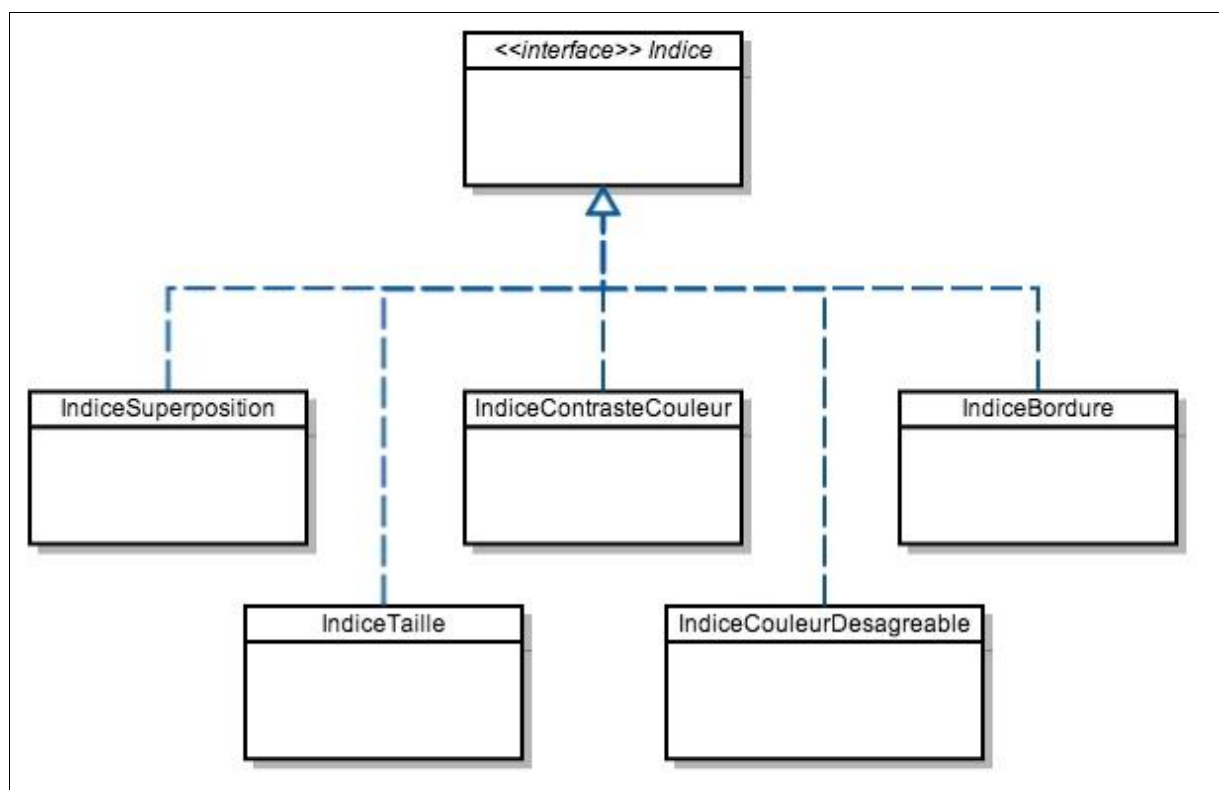 <<interface>> Indice
IndiceSuperposition
IndiceContrasteCouleur
IndiceBordure
IndiceTaille
IndiceCouleurDesagreable